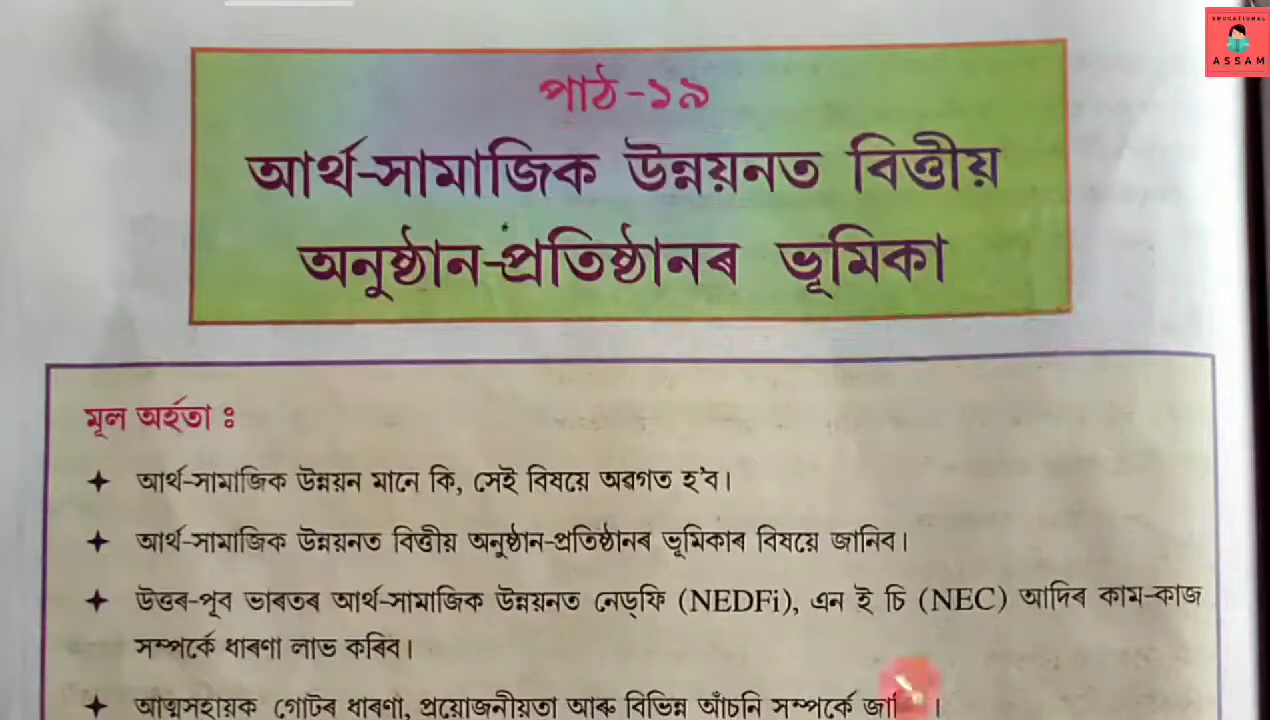 EDUCATIONAL
ASSAM
পাঠ-১৯
আৰ্থ-সামাজিক উন্নয়নত বিত্তীয়
অনুষ্ঠান-প্ৰতিষ্ঠানৰ ভূমিকা
মূল অৰ্হতা ঃ
✦ আৰ্থ-সামাজিক উন্নয়ন মানে কি, সেই বিষয়ে অৱগত হ'ব।
✦ আৰ্থ-সামাজিক উন্নয়নত বিত্তীয় অনুষ্ঠান-প্ৰতিষ্ঠানৰ ভূমিকাৰ বিষয়ে জানিব।
✦ উত্তৰ-পূব ভাৰতৰ আৰ্থ-সামাজিক উন্নয়নত নেড্‌ফি (NEDFi), এন ই চি (NEC) আদিৰ কাম-কাজ
সম্পৰ্কে ধাৰণা লাভ কৰিব।
✦ আত্মসহায়ক গোটৰ ধাৰণা, প্ৰয়োজনীয়তা আৰু বিভিন্ন আঁচনি সম্পৰ্কে